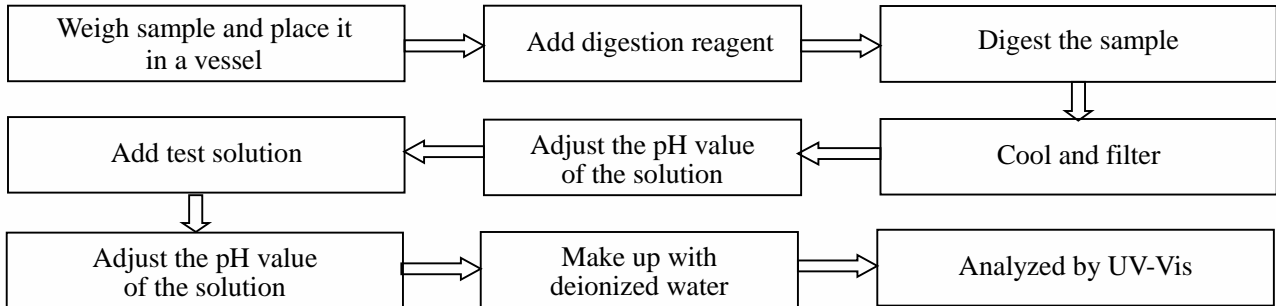 Weigh sample and place it
in a vessel
Add digestion reagent
Digest the sample
Cool and filter
Adjust the pH value
of the solution
Add test solution
Adjust the pH value
of the solution
Make up with
deionized water
Analyzed by UV-Vis